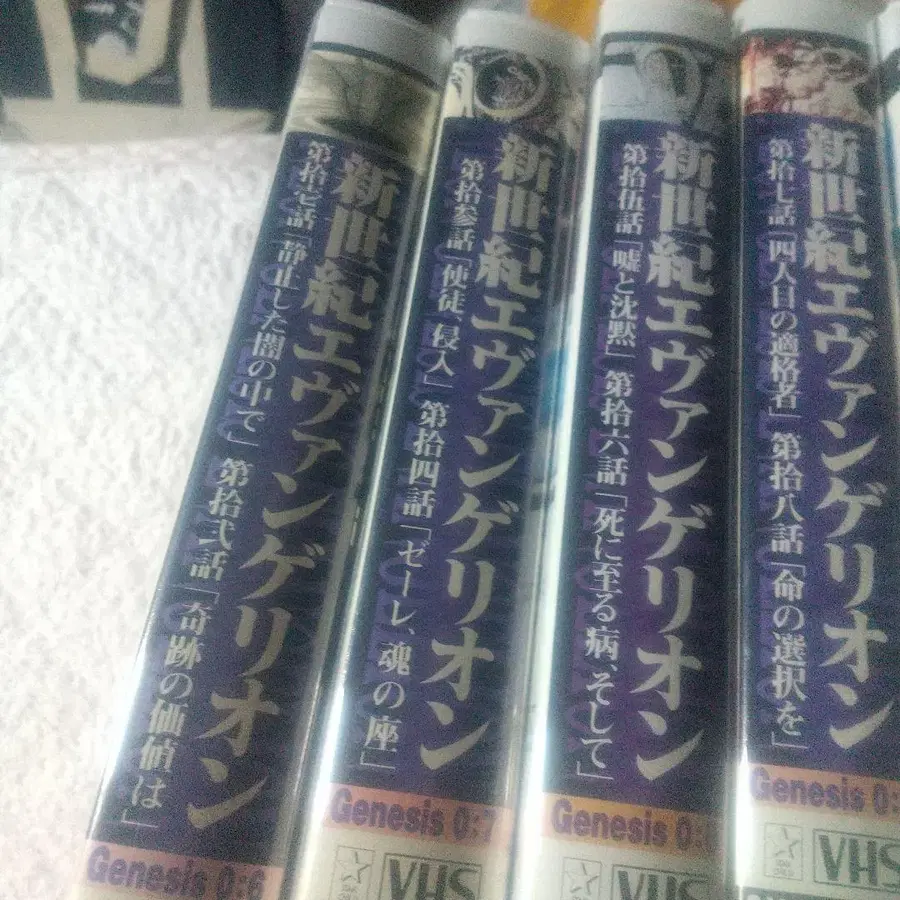 新世紀エヴァンゲリオン
第拾壱話「静止した闇の中で」 第拾弐話「奇跡の価値は」
Genesis 0:6
新世紀エヴァンゲリオン
第拾参話「使徒、侵入」 第拾四話「ゼーレ、魂の座」
Genesis 0:7
VHS
新世紀エヴァンゲリオン
第拾伍話「嘘と沈黙」 第拾六話「死に至る病、そして」
Genesis 0:
VHS
新世紀エヴァンゲリオン
第拾七話「四人目の適格者」 第拾八話「命の選択を」
Genesis 0:
VHS